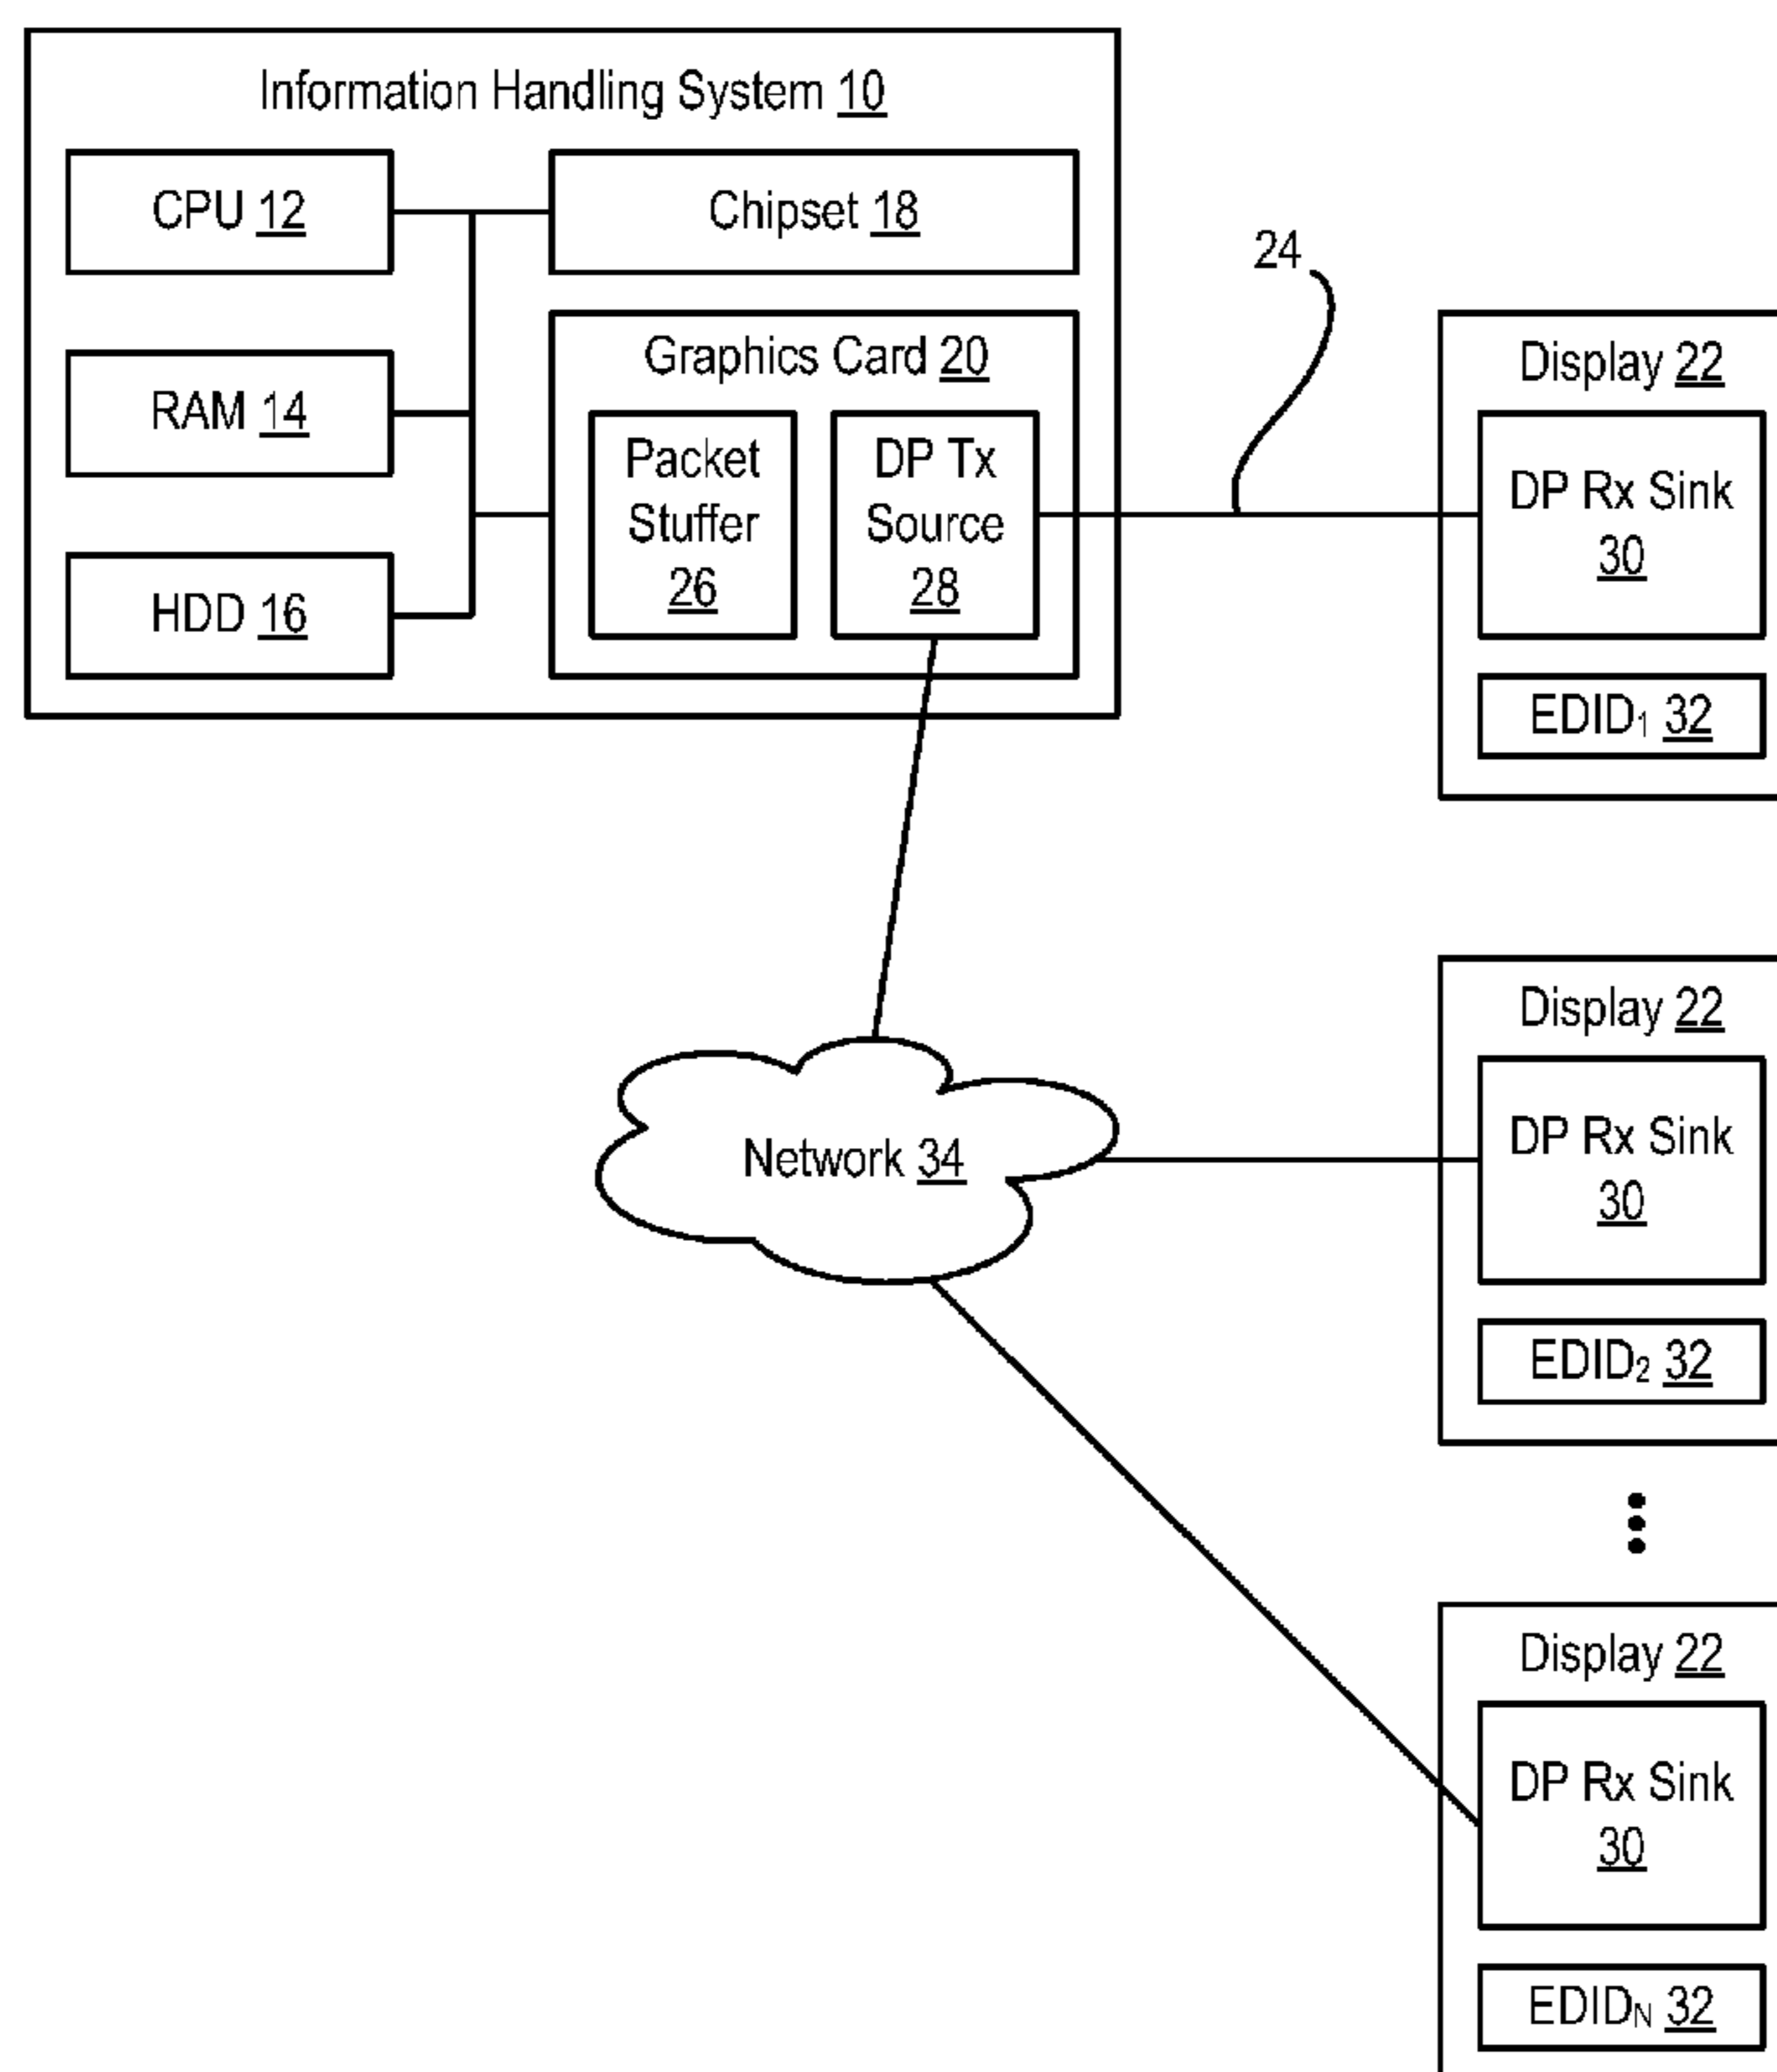 Information Handling System 10
CPU 12
Chipset 18
RAM 14
HDD 16
Graphics Card 20
Packet
Stuffer
26
DP Tx
Source
28
24
Display 22
DP Rx Sink
30
EDID₁ 32
Network 34
Display 22
DP Rx Sink
30
EDID₂ 32
Display 22
DP Rx Sink
30
EDID_N 32